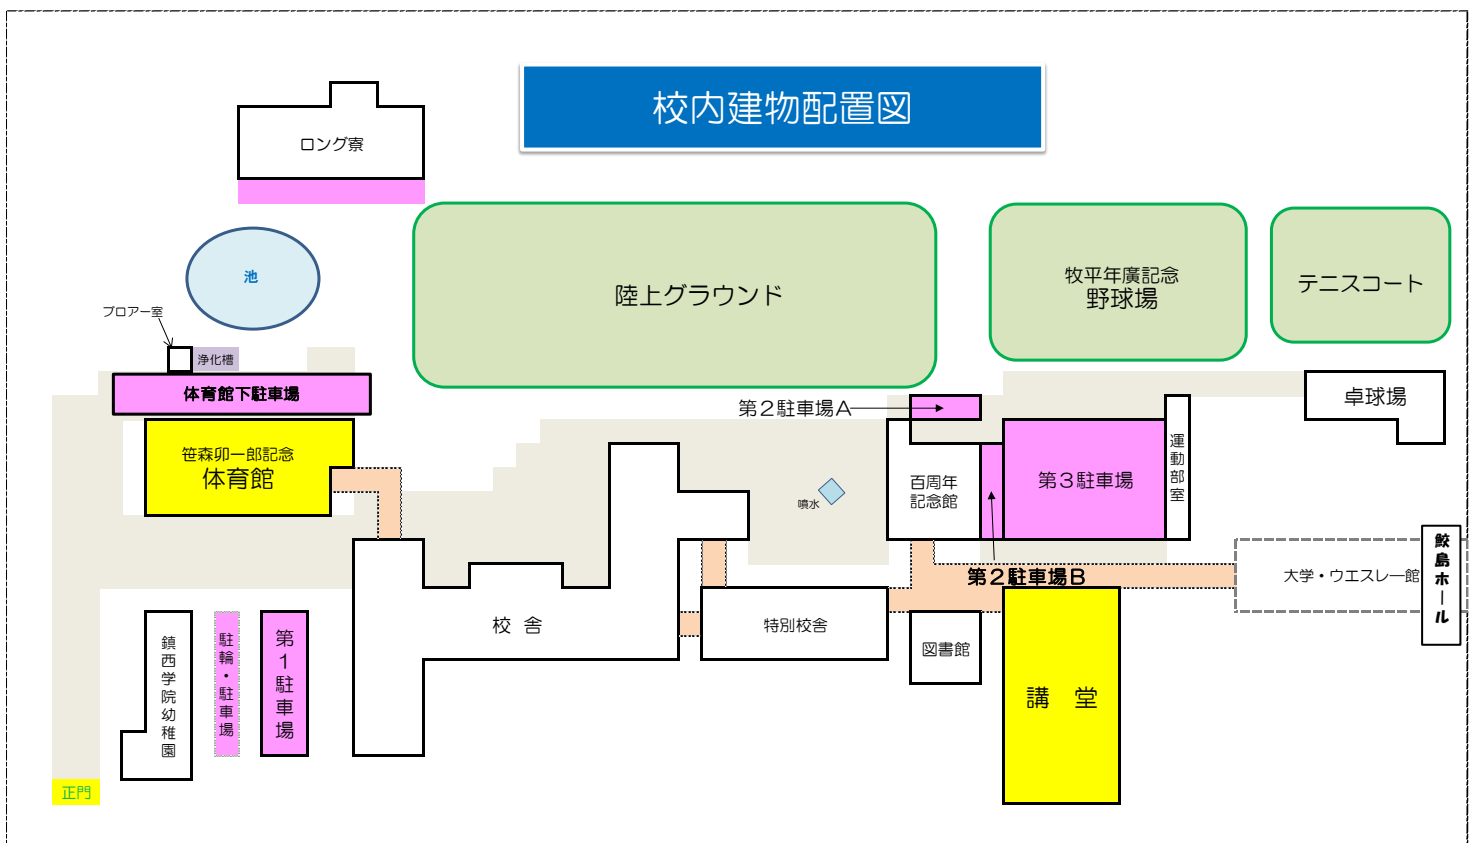 校内建物配置図
ロング寮
池
ブロアー室
浄化槽
体育館下駐車場
笹森卯一郎記念
体育館
陸上グラウンド
牧平年廣記念
野球場
テニスコート
第2駐車場A
卓球場
運動部室
百周年
記念館
第3駐車場
噴水
第2駐車場B
大学・ウエスレー館
鮫島ホール
校 舎
特別校舎
図書館
講 堂
鎮西学院幼稚園
駐輪・駐車場
第1駐車場
正門